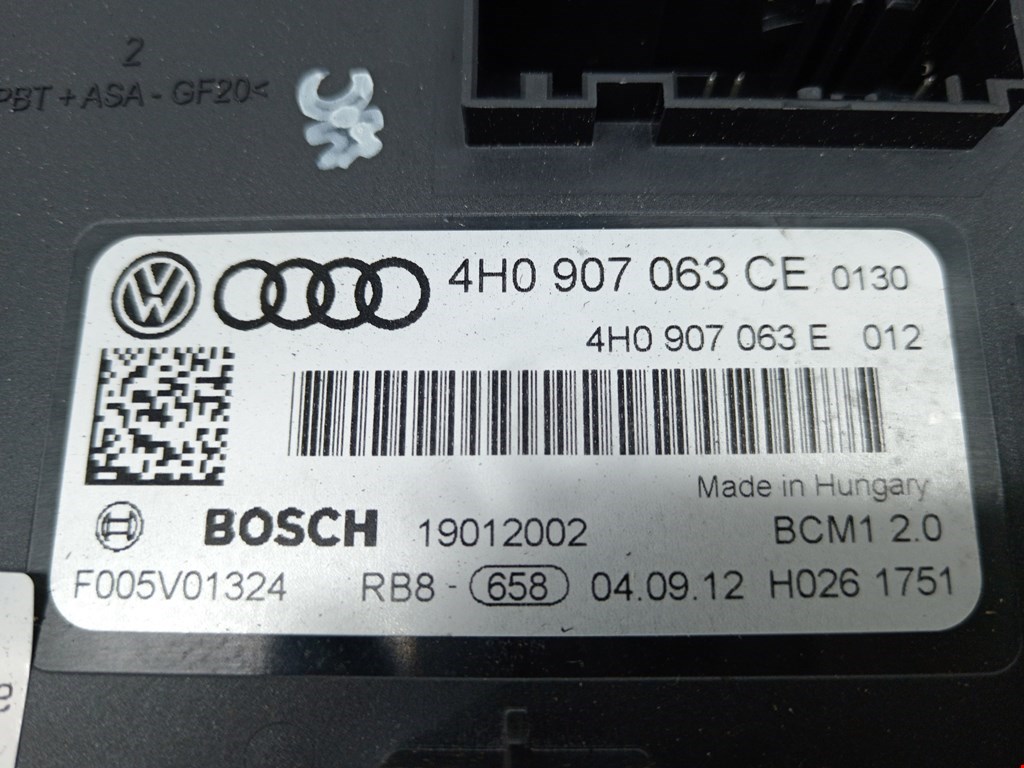 2
PBT + ASA - GF20<
4H0 907 063 CE 0130
4H0 907 063 E 012
Made in Hungary
BOSCH 19012002 BCM1 2.0
F005V01324 RB8 - 658 04.09.12 H026 1751